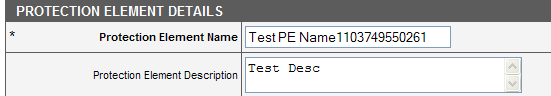 PROTECTION ELEMENT DETAILS
* Protection Element Name Test PE Name1103749550261
Protection Element Description Test Desc